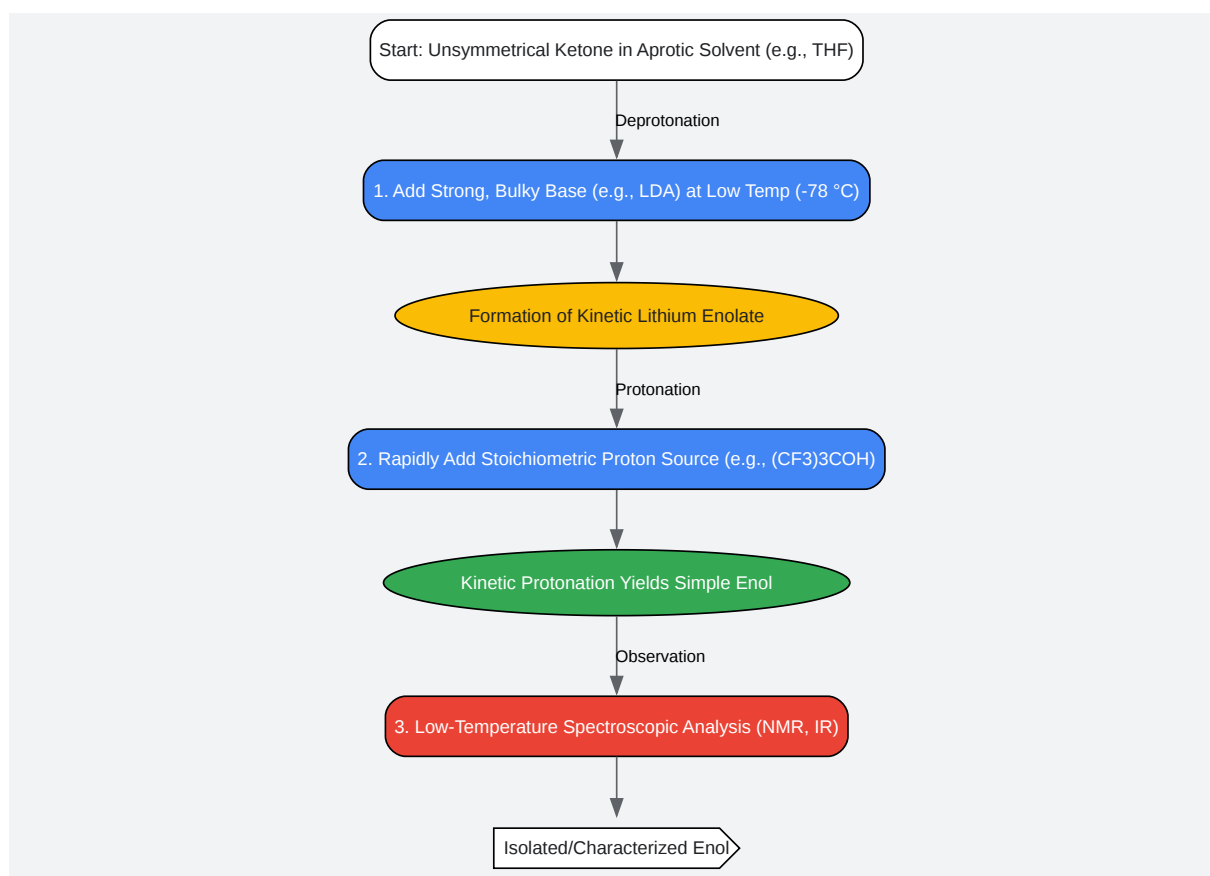 Start: Unsymmetrical Ketone in Aprotic Solvent (e.g., THF)
Deprotonation
1. Add Strong, Bulky Base (e.g., LDA) at Low Temp (-78 °C)
Formation of Kinetic Lithium Enolate
Protonation
2. Rapidly Add Stoichiometric Proton Source (e.g., (CF3)3COH)
Kinetic Protonation Yields Simple Enol
Observation
3. Low-Temperature Spectroscopic Analysis (NMR, IR)
Isolated/Characterized Enol